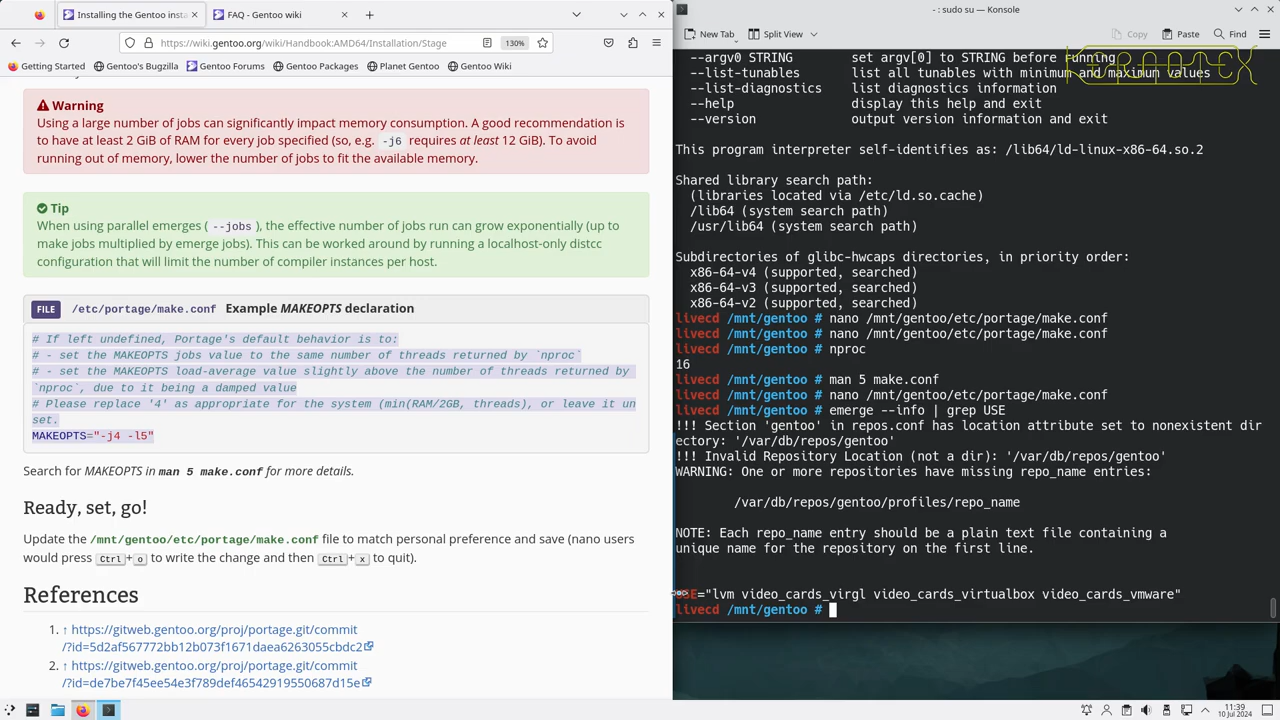 Installing the Gentoo insta
FAQ - Gentoo wiki
https://wiki.gentoo.org/wiki/Handbook:AMD64/Installation/Stage
130%
Getting Started
Gentoo's Bugzilla
Gentoo Forums
Gentoo Packages
Planet Gentoo
Gentoo Wiki
Warning
Using a large number of jobs can significantly impact memory consumption. A good recommendation is
to have at least 2 GiB of RAM for every job specified (so, e.g. -j6 requires at least 12 GiB). To avoid
running out of memory, lower the number of jobs to fit the available memory.
Tip
When using parallel emerges ( --jobs ), the effective number of jobs run can grow exponentially (up to
make jobs multiplied by emerge jobs). This can be worked around by running a localhost-only distcc
configuration that will limit the number of compiler instances per host.
FILE /etc/portage/make.conf Example MAKEOPTS declaration
# If left undefined, Portage's default behavior is to:
# - set the MAKEOPTS jobs value to the same number of threads returned by `nproc`
# - set the MAKEOPTS load-average value slightly above the number of threads returned by
`nproc`, due to it being a damped value
# Please replace '4' as appropriate for the system (min(RAM/2GB, threads), or leave it un
set.
MAKEOPTS="-j4 -l5"
Search for MAKEOPTS in man 5 make.conf for more details.
Ready, set, go!
Update the /mnt/gentoo/etc/portage/make.conf file to match personal preference and save (nano users
would press Ctrl+o to write the change and then Ctrl+x to quit).
References
1. ↑ https://gitweb.gentoo.org/proj/portage.git/commit
/?id=5d2af567772bb12b073f1671daea6263055cbdc2
2. ↑ https://gitweb.gentoo.org/proj/portage.git/commit
/?id=de7be7f45ee54e3f789def46542919550687d15e
- : sudo su — Konsole
New Tab
Split View
Copy
Paste
Find
--argv0 STRING set argv[0] to STRING before running
--list-tunables list all tunables with minimum and maximum values
--list-diagnostics list diagnostics information
--help display this help and exit
--version output version information and exit
This program interpreter self-identifies as: /lib64/ld-linux-x86-64.so.2
Shared library search path:
(libraries located via /etc/ld.so.cache)
/lib64 (system search path)
/usr/lib64 (system search path)
Subdirectories of glibc-hwcaps directories, in priority order:
x86-64-v4 (supported, searched)
x86-64-v3 (supported, searched)
x86-64-v2 (supported, searched)
livecd /mnt/gentoo # nano /mnt/gentoo/etc/portage/make.conf
livecd /mnt/gentoo # nano /mnt/gentoo/etc/portage/make.conf
livecd /mnt/gentoo # nproc
16
livecd /mnt/gentoo # man 5 make.conf
livecd /mnt/gentoo # nano /mnt/gentoo/etc/portage/make.conf
livecd /mnt/gentoo # emerge --info | grep USE
!!! Section 'gentoo' in repos.conf has location attribute set to nonexistent dir
ectory: '/var/db/repos/gentoo'
!!! Invalid Repository Location (not a dir): '/var/db/repos/gentoo'
WARNING: One or more repositories have missing repo_name entries:
/var/db/repos/gentoo/profiles/repo_name
NOTE: Each repo_name entry should be a plain text file containing a
unique name for the repository on the first line.
USE="lvm video_cards_virgl video_cards_virtualbox video_cards_vmware"
livecd /mnt/gentoo #
11:39
10 Jul 2024